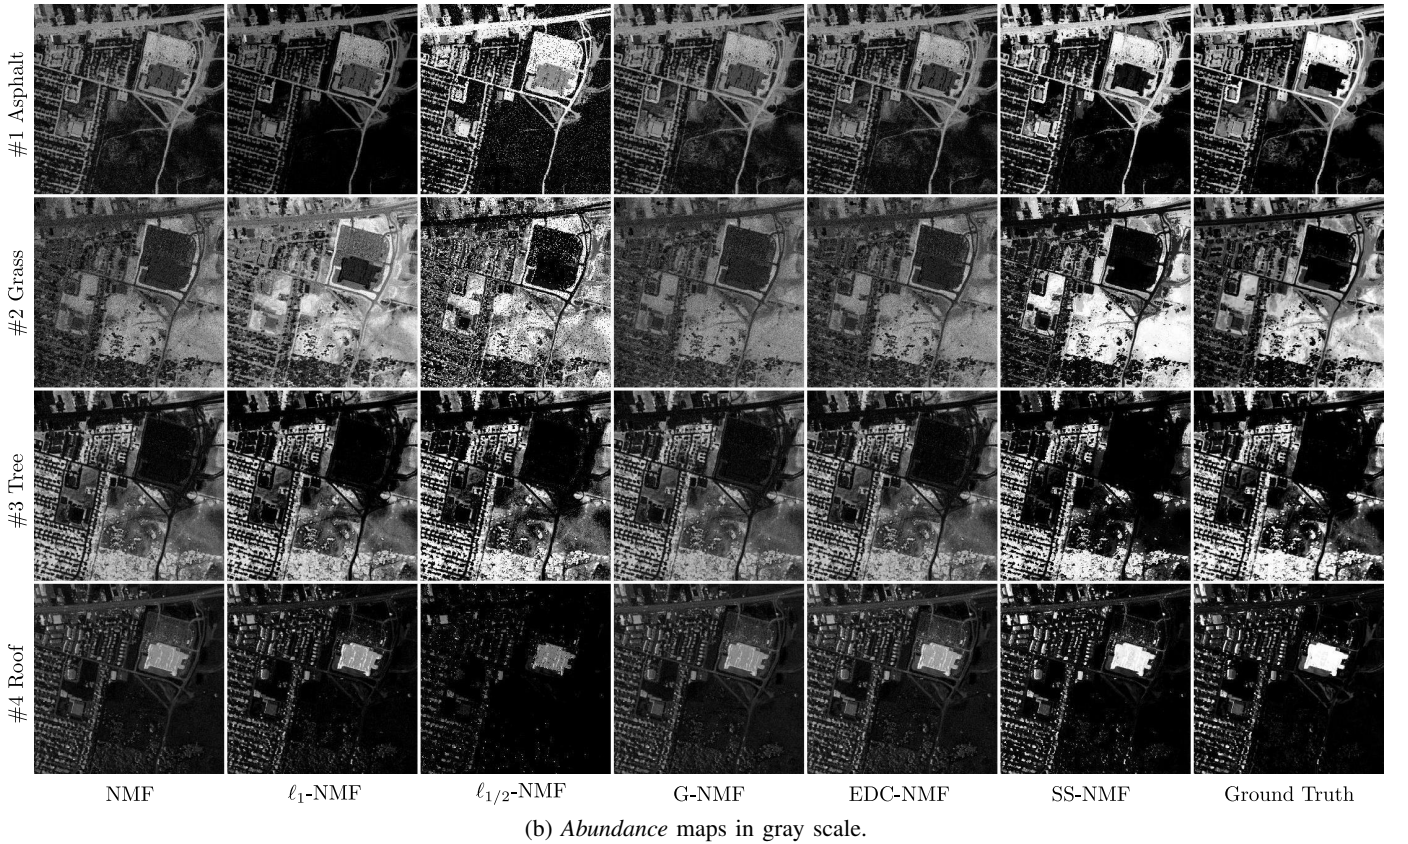 #1 Asphalt
#2 Grass
#3 Tree
#4 Roof
NMF ℓ₁-NMF ℓ₁/₂-NMF G-NMF EDC-NMF SS-NMF Ground Truth
(b) Abundance maps in gray scale.